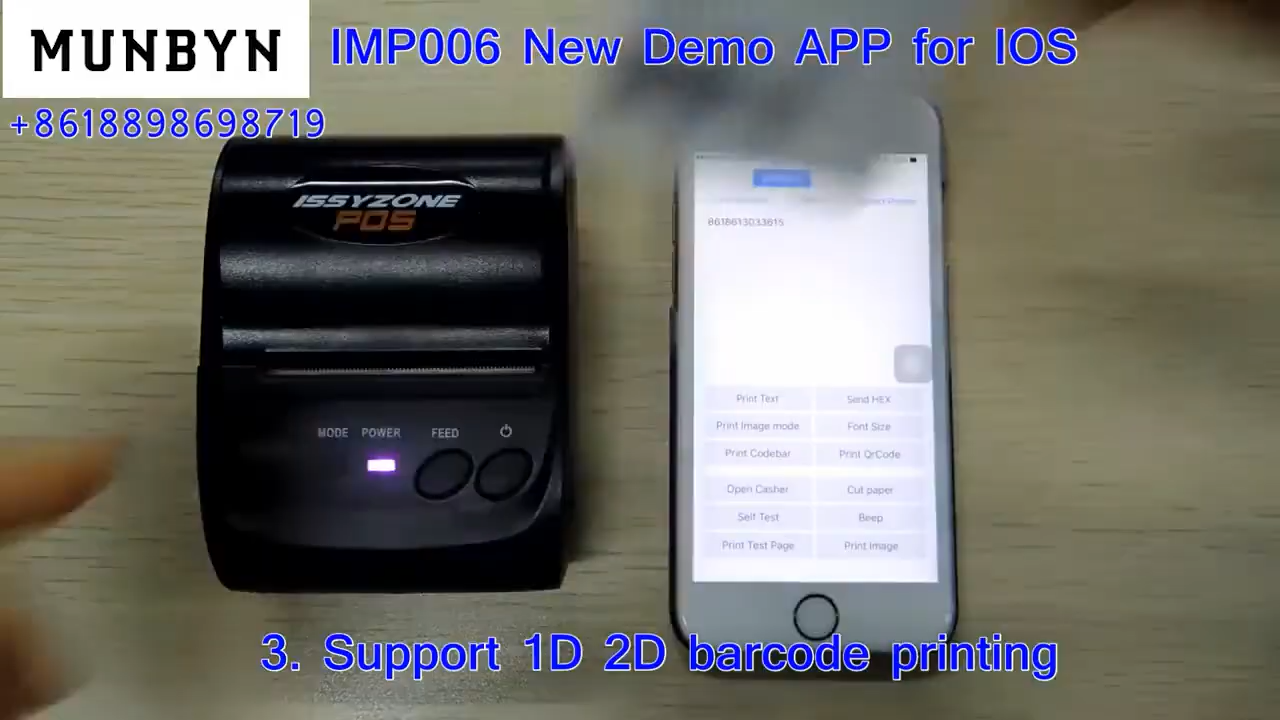 MUNBYN
IMP006 New Demo APP for IOS
+8618898698719
ISSYZONE
POS
MODE POWER FEED
8618613033615
Print Text Send HEX
Print Image mode Font Size
Print Codebar Print QrCode
Open Casher Cut paper
Self Test Beep
Print Test Page Print Image
3. Support 1D 2D barcode printing